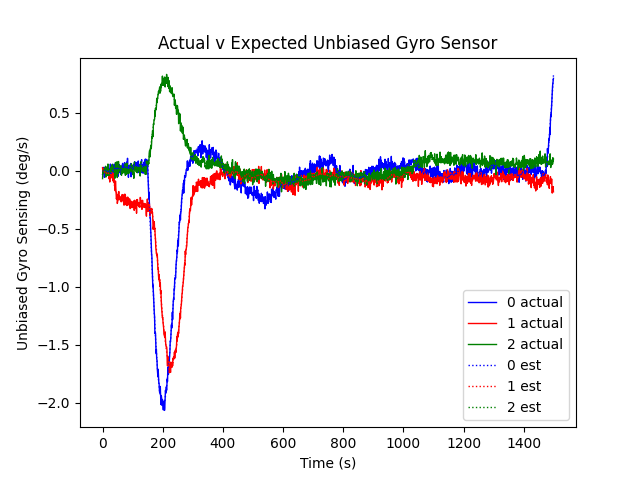 Actual v Expected Unbiased Gyro Sensor
Unbiased Gyro Sensing (deg/s)
0.5
0.0
−0.5
−1.0
−1.5
−2.0
0 actual
1 actual
2 actual
0 est
1 est
2 est
0 200 400 600 800 1000 1200 1400
Time (s)